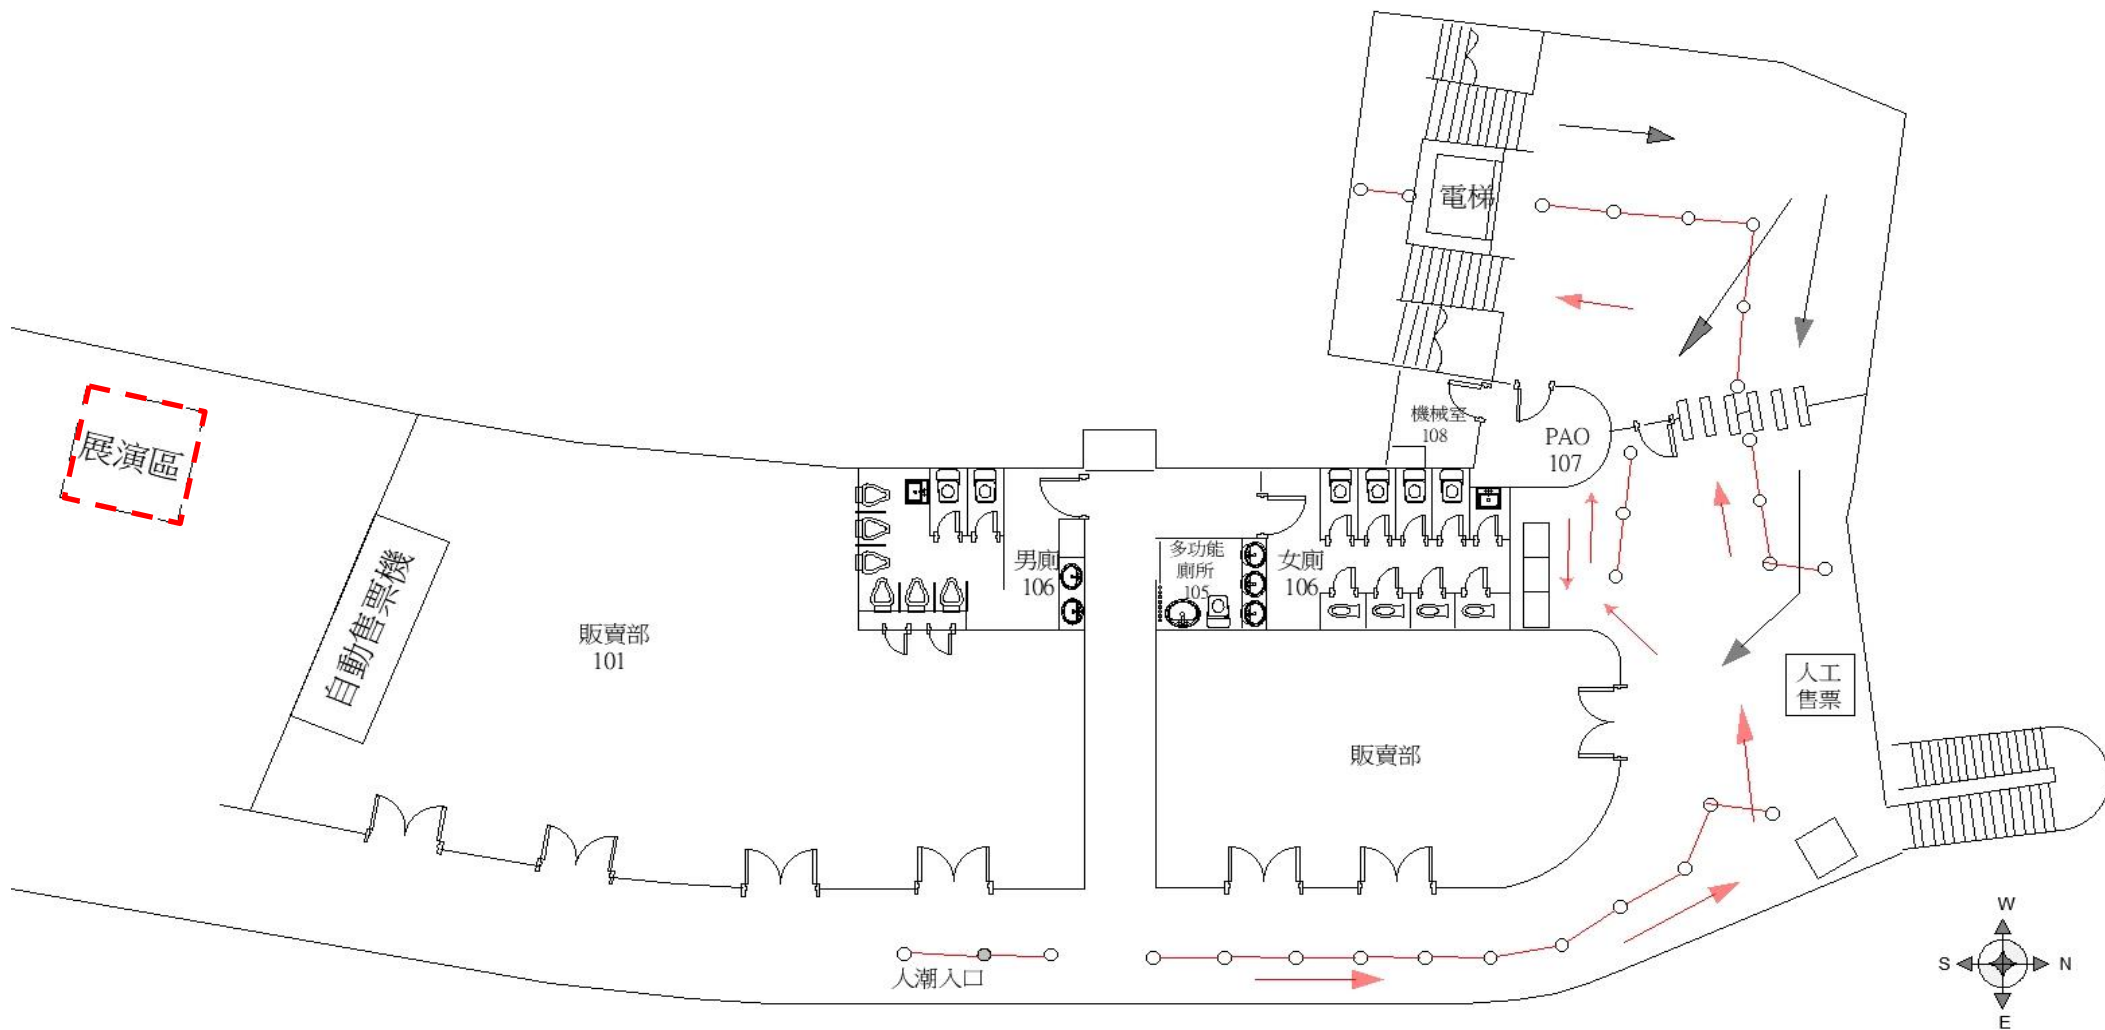 電梯
機械室
108
PAO
107
展演區
自動售票機
販賣部
101
男廁
106
多功能
廁所
105
女廁
106
販賣部
人工
售票
人潮入口
W
S
N
E